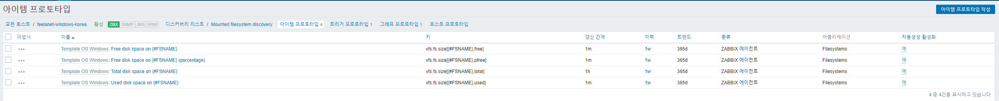 아이템 프로토타입
아이템 프로토타입 작성
모든 호스트 / feelanet-windows-korea 활성 ZBX SNMP JMX IPMI 디스커버리 리스트 / Mounted filesystem discovery 아이템 프로토타입 4 트리거 프로토타입 1 그래프 프로토타입 1 호스트 프로토타입
마법사 이름 키 갱신 간격 이력 트렌드 종류 어플리케이션 자동생성 활성화
Template OS Windows: Free disk space on {#FSNAME} vfs.fs.size[{#FSNAME},free] 1m 1w 365d ZABBIX 에이전트 Filesystems 예
Template OS Windows: Free disk space on {#FSNAME} (percentage) vfs.fs.size[{#FSNAME},pfree] 1m 1w 365d ZABBIX 에이전트 Filesystems 예
Template OS Windows: Total disk space on {#FSNAME} vfs.fs.size[{#FSNAME},total] 1h 1w 365d ZABBIX 에이전트 Filesystems 예
Template OS Windows: Used disk space on {#FSNAME} vfs.fs.size[{#FSNAME},used] 1m 1w 365d ZABBIX 에이전트 Filesystems 예
4 중 4건을 표시하고 있습니다